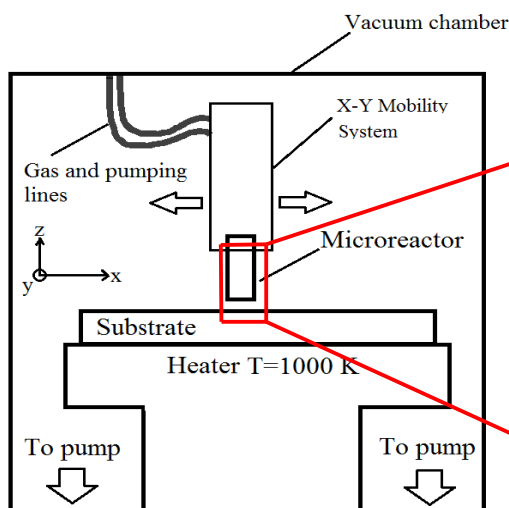 Vacuum chamber
X-Y Mobility
System
Gas and pumping
lines
z
Microreactor
y
x
Substrate
Heater T=1000 K
To pump
To pump